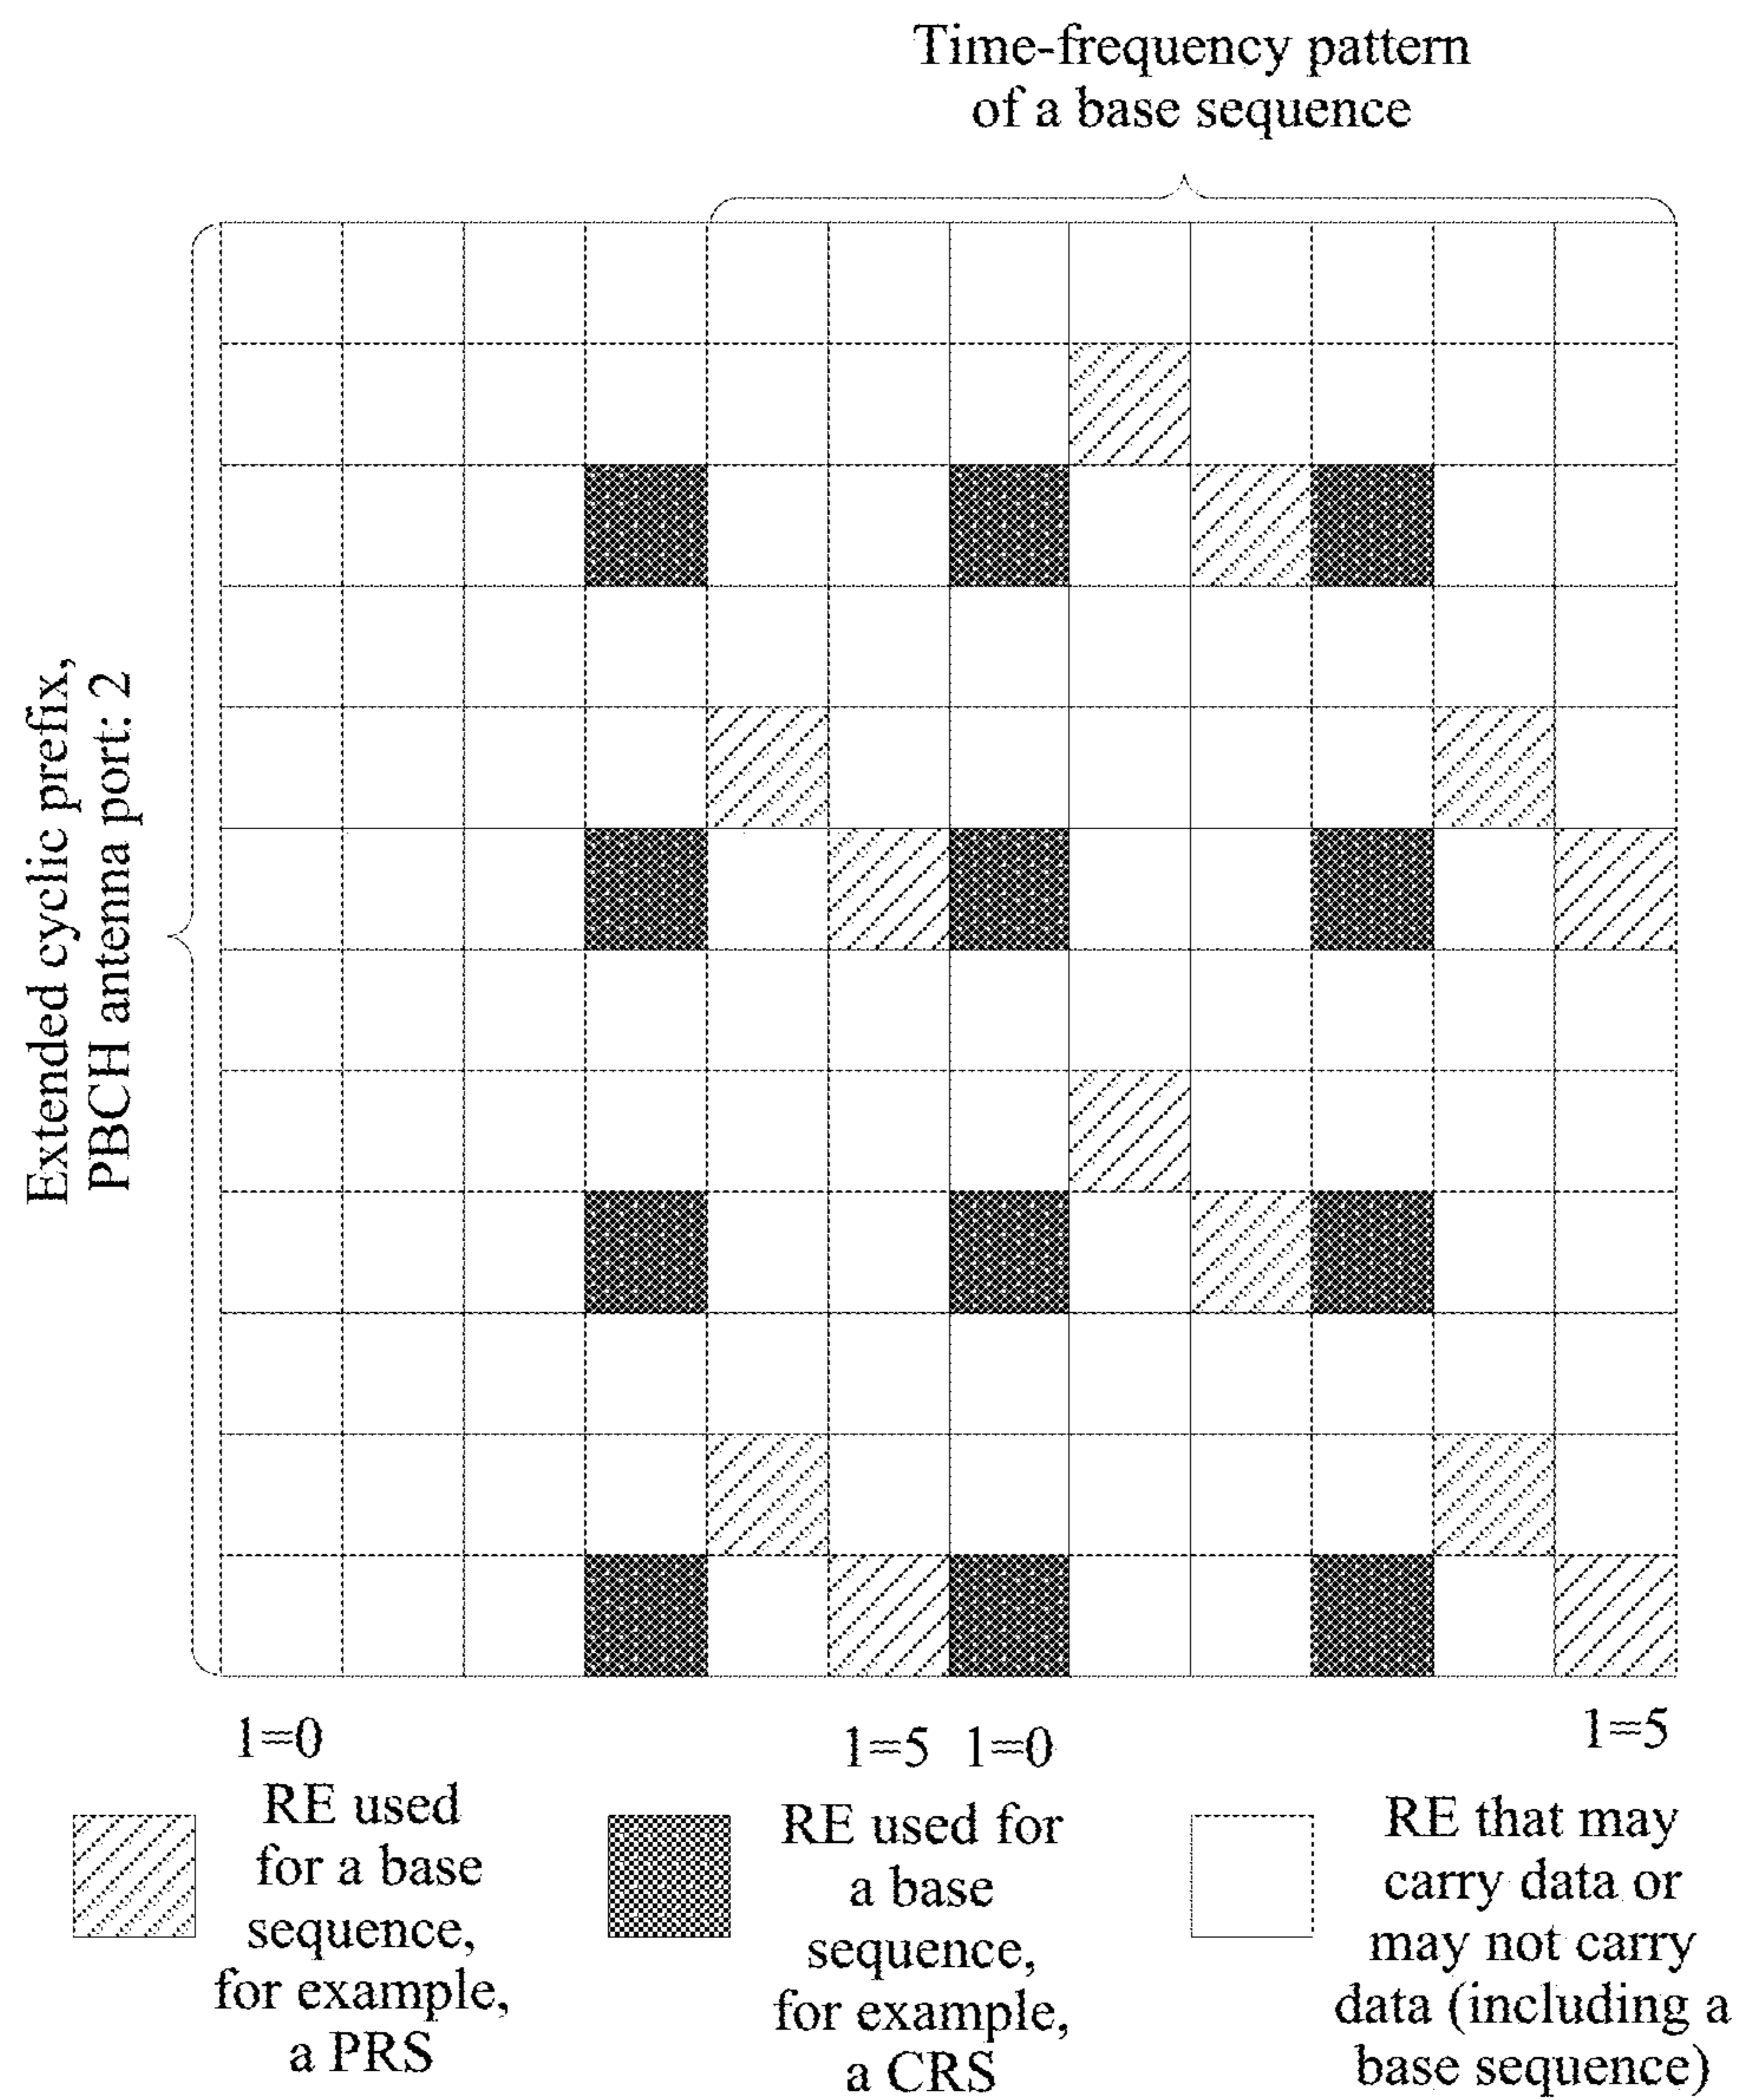 Time-frequency pattern
of a base sequence
Extended cyclic prefix,
PBCH antenna port: 2
1=0
1=5
1=0
1=5
RE used
for a base
sequence,
for example,
a PRS
RE used for
a base
sequence,
for example,
a CRS
RE that may
carry data or
may not carry
data (including a
base sequence)